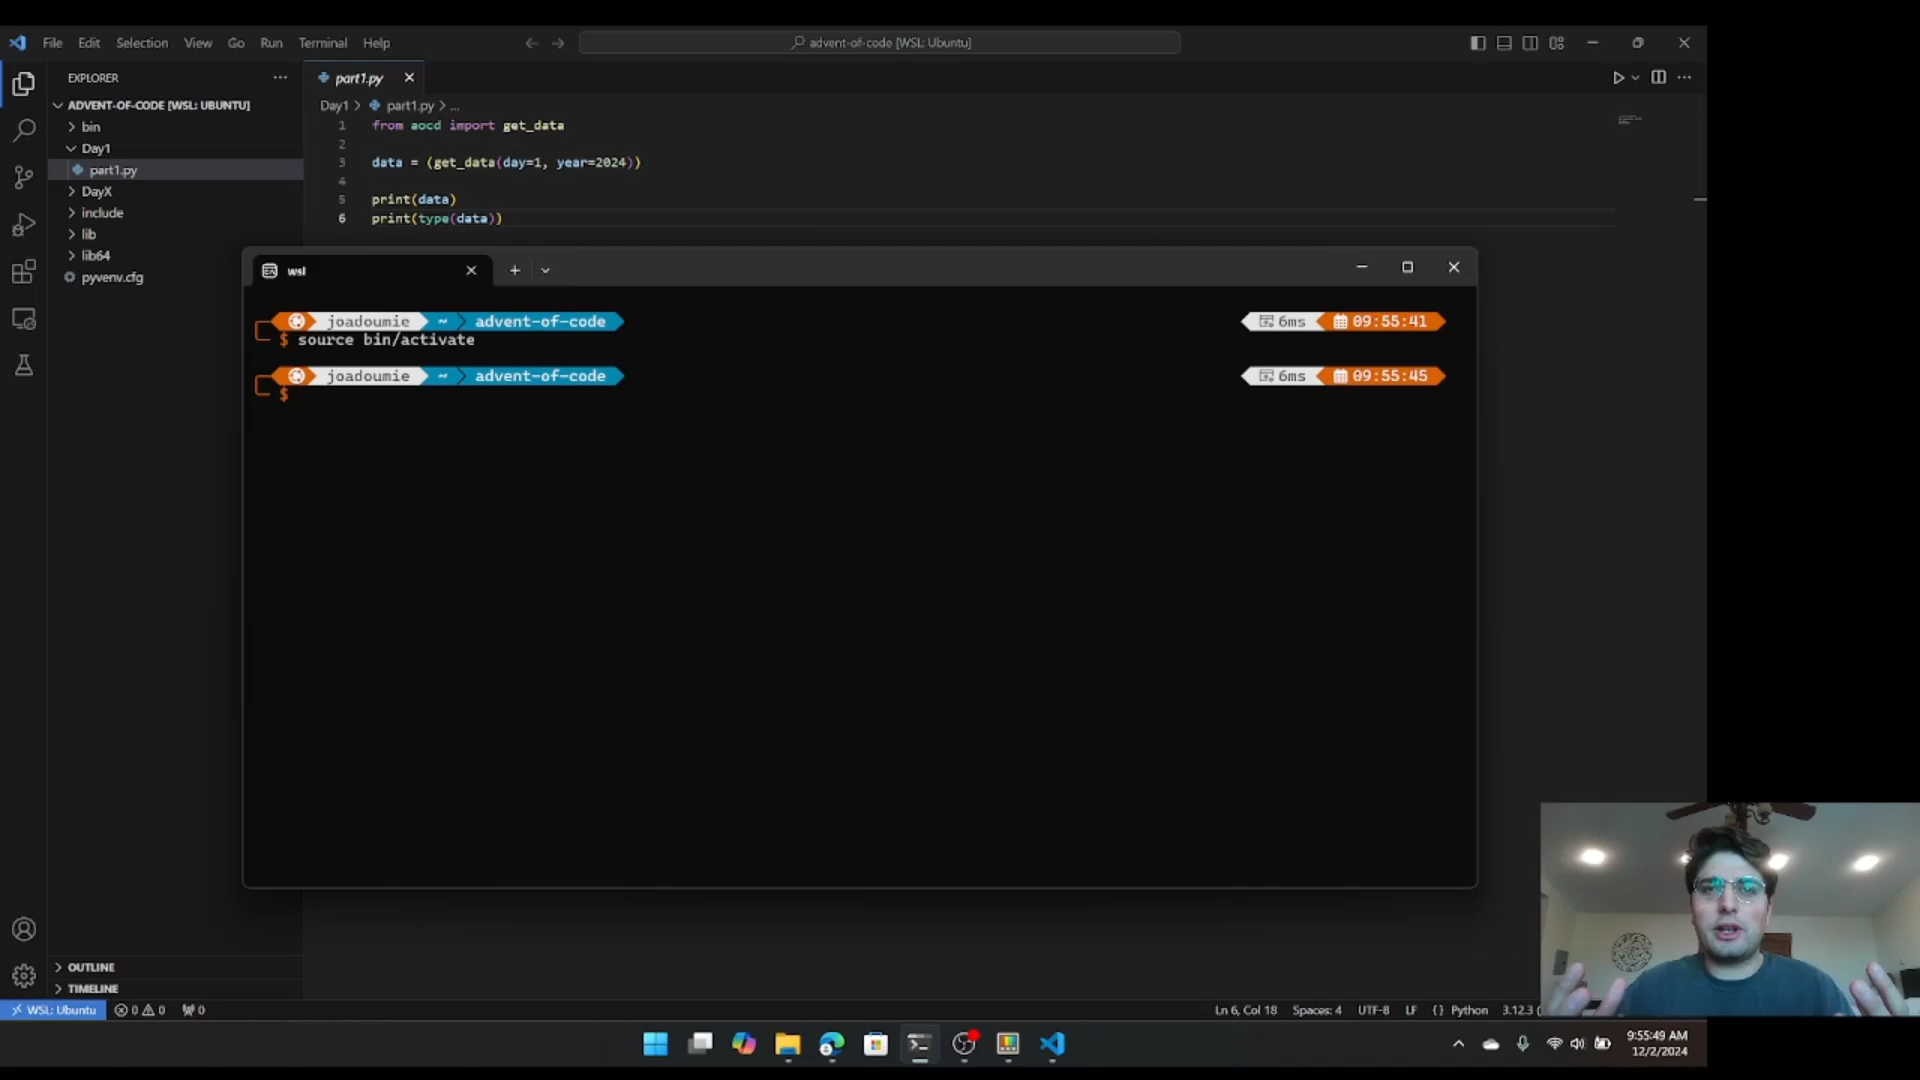 File Edit Selection View Go Run Terminal Help
advent-of-code [WSL: Ubuntu]
EXPLORER
ADVENT-OF-CODE [WSL: UBUNTU]
bin
Day1
part1.py
DayX
include
lib
lib64
pyvenv.cfg
OUTLINE
TIMELINE
part1.py
Day1 > part1.py > ...
1 from aocd import get_data
2
3 data = (get_data(day=1, year=2024))
4
5 print(data)
6 print(type(data))
wsl
joadoumie ~ advent-of-code 6ms 09:55:41
$ source bin/activate
joadoumie ~ advent-of-code 6ms 09:55:45
$
WSL: Ubuntu 0 0 0 Ln 6, Col 18 Spaces: 4 UTF-8 LF {} Python 3.12.3 (
9:55:49 AM
12/2/2024